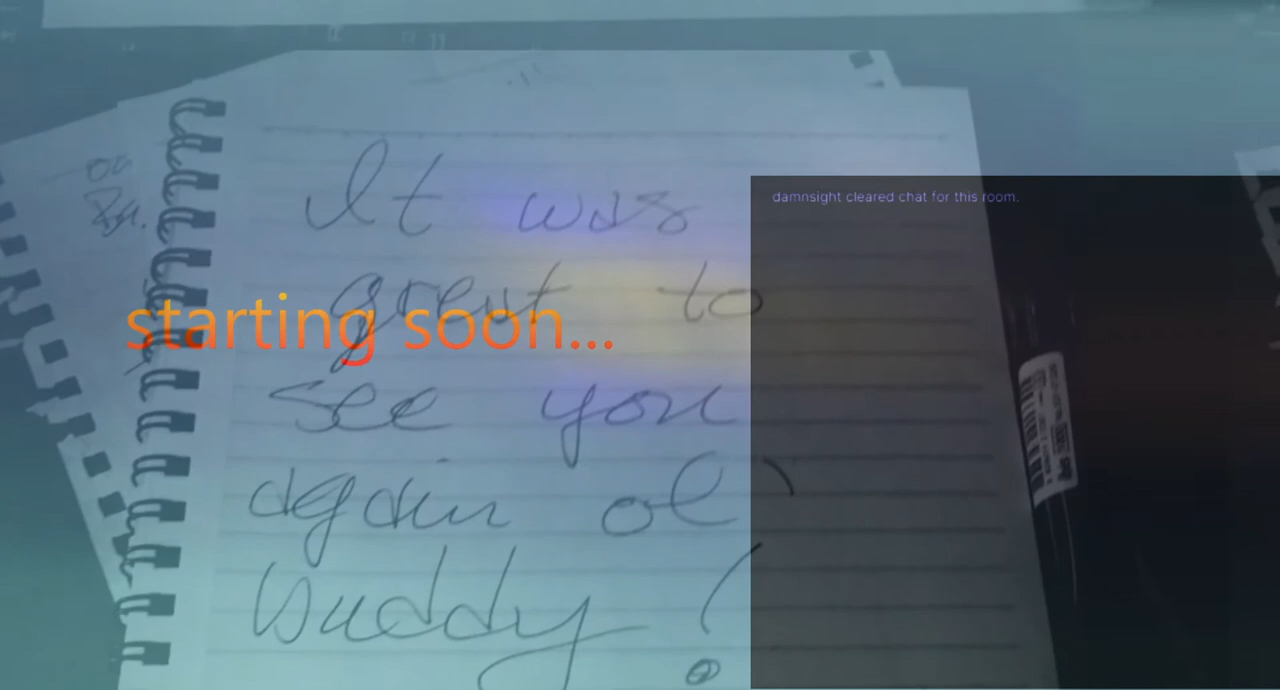 damnsight cleared chat for this room.
It was
great to
starting soon...
see you
again ol'
buddy!